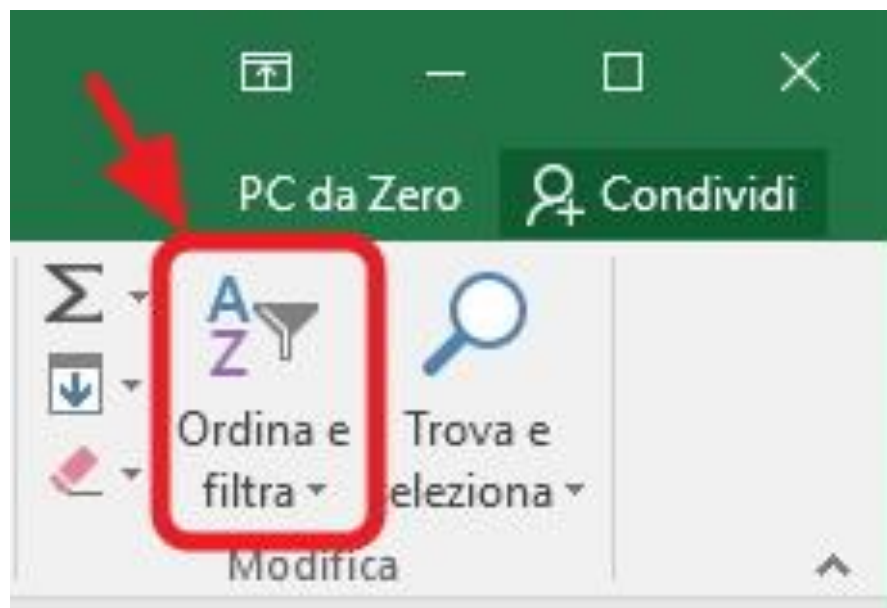 PC da Zero Condividi
Ordina e
filtra
Trova e
eleziona
Modifica